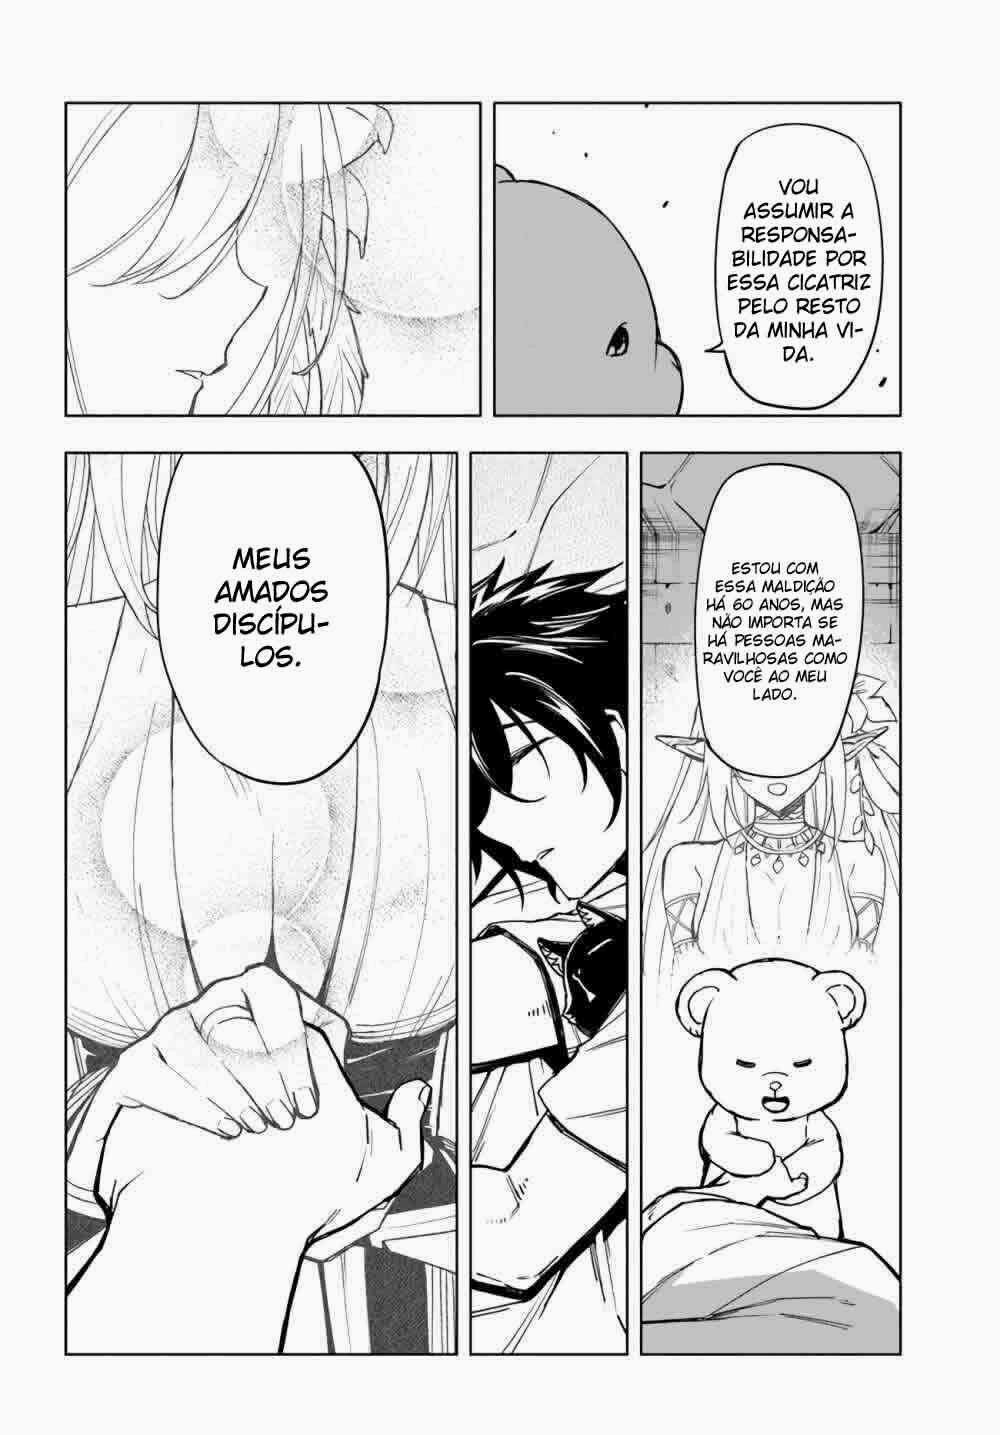 VOU
ASSUMIR A
RESPONSA-
BILIDADE POR
ESSA CICATRIZ
PELO RESTO
DA MINHA VI-
DA.
ESTOU COM
ESSA MALDIÇÃO
HÁ 60 ANOS, MAS
NÃO IMPORTA SE
HÁ PESSOAS MA-
RAVILHOSAS COMO
VOCÊ AO MEU
LADO.
MEUS
AMADOS
DISCÍPU-
LOS.